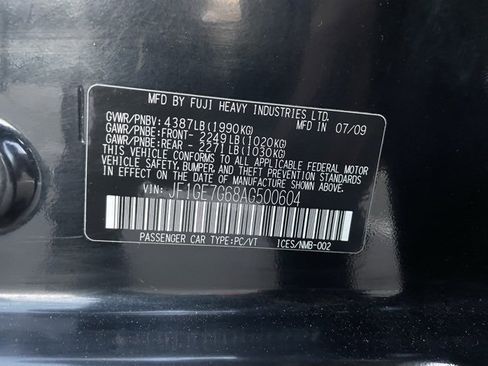 MFD BY FUJI HEAVY INDUSTRIES LTD.
GVWR/PNBV: 4387LB(1990KG) MFD IN 07/09
GAWR/PNBE:FRONT- 2249LB(1020KG)
GAWR/PNBE:REAR - 2271LB(1030KG)
THIS VEHICLE CONFORMS TO ALL APPLICABLE FEDERAL MOTOR
VEHICLE SAFETY, BUMPER, AND THEFT PREVENTION STANDARDS
IN EFFECT ON THE DATE OF MANUFACTURE SHOWN ABOVE.
VIN: JF1GE7G68AG500604
PASSENGER CAR TYPE:PC/VT ICES/NMB-002